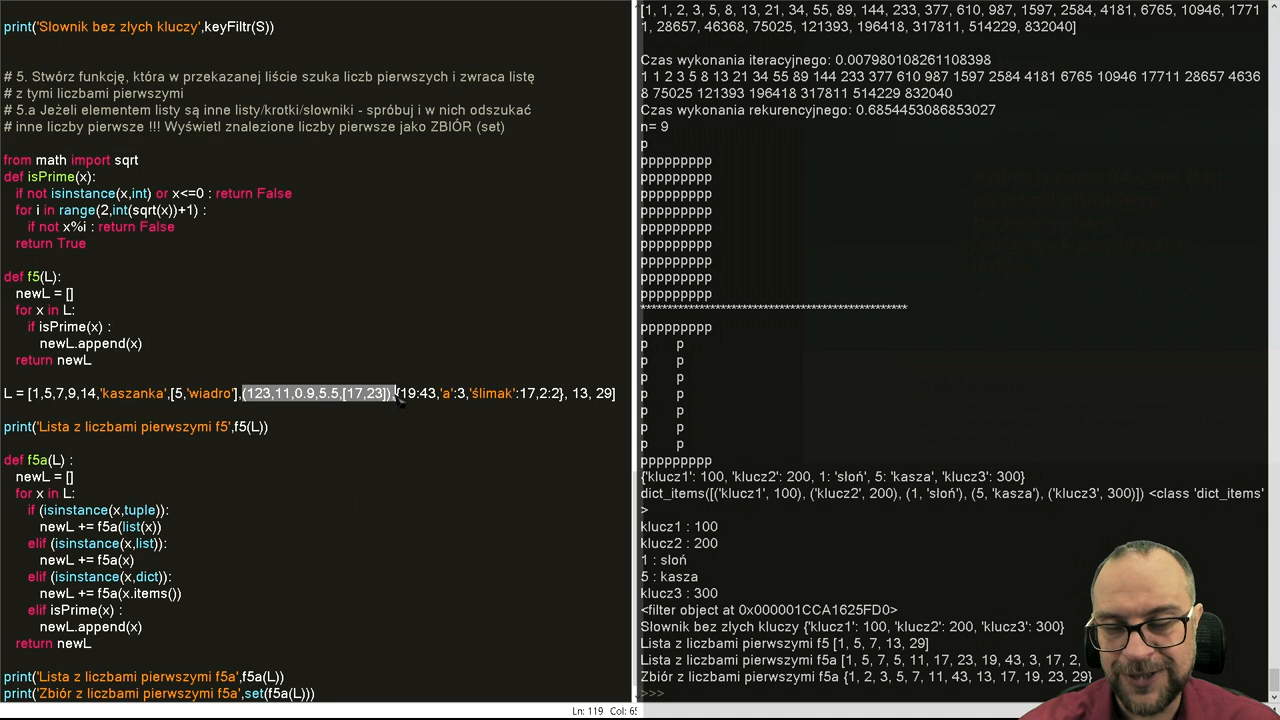 print('Slownik bez złych kluczy',keyFiltr(S))
# 5. Stwórz funkcję, która w przekazanej liście szuka liczb pierwszych i zwraca listę
# z tymi liczbami pierwszymi
# 5.a Jeżeli elementem listy są inne listy/krotki/słowniki - spróbuj i w nich odszukać
# inne liczby pierwsze !!! Wyświetl znalezione liczby pierwsze jako ZBIÓR (set)
from math import sqrt
def isPrime(x):
if not isinstance(x,int) or x<=0 : return False
for i in range(2,int(sqrt(x))+1) :
if not x%i : return False
return True
def f5(L):
newL = []
for x in L:
if isPrime(x) :
newL.append(x)
return newL
L = [1,5,7,9,14,'kaszanka',[5,'wiadro'],(123,11,0.9,5.5,[17,23]),{19:43,'a':3,'ślimak':17,2:2}, 13, 29]
print('Lista z liczbami pierwszymi f5',f5(L))
def f5a(L) :
newL = []
for x in L:
if (isinstance(x,tuple)):
newL += f5a(list(x))
elif (isinstance(x,list)):
newL += f5a(x)
elif (isinstance(x,dict)):
newL += f5a(x.items())
elif isPrime(x) :
newL.append(x)
return newL
print('Lista z liczbami pierwszymi f5a',f5a(L))
print('Zbiór z liczbami pierwszymi f5a',set(f5a(L)))
Ln: 119 Col: 65
[1, 1, 2, 3, 5, 8, 13, 21, 34, 55, 89, 144, 233, 377, 610, 987, 1597, 2584, 4181, 6765, 10946, 1771
1, 28657, 46368, 75025, 121393, 196418, 317811, 514229, 832040]
Czas wykonania iteracyjnego: 0.007980108261108398
1 1 2 3 5 8 13 21 34 55 89 144 233 377 610 987 1597 2584 4181 6765 10946 17711 28657 4636
8 75025 121393 196418 317811 514229 832040
Czas wykonania rekurencyjnego: 0.6854453086853027
n= 9
p
ppppppppp
ppppppppp
ppppppppp
ppppppppp
ppppppppp
ppppppppp
ppppppppp
ppppppppp
ppppppppp
**************************************************
ppppppppp
p p
p p
p p
p p
p p
p p
p p
ppppppppp
{'klucz1': 100, 'klucz2': 200, 1: 'słoń', 5: 'kasza', 'klucz3': 300}
dict_items([('klucz1', 100), ('klucz2', 200), (1, 'słoń'), (5, 'kasza'), ('klucz3', 300)]) <class 'dict_items'
>
klucz1 : 100
klucz2 : 200
1 : słoń
5 : kasza
klucz3 : 300
<filter object at 0x000001CCA1625FD0>
Slownik bez złych kluczy {'klucz1': 100, 'klucz2': 200, 'klucz3': 300}
Lista z liczbami pierwszymi f5 [1, 5, 7, 13, 29]
Lista z liczbami pierwszymi f5a [1, 5, 7, 5, 11, 17, 23, 19, 43, 3, 17, 2,
Zbiór z liczbami pierwszymi f5a {1, 2, 3, 5, 7, 11, 43, 13, 17, 19, 23, 29}
>>>